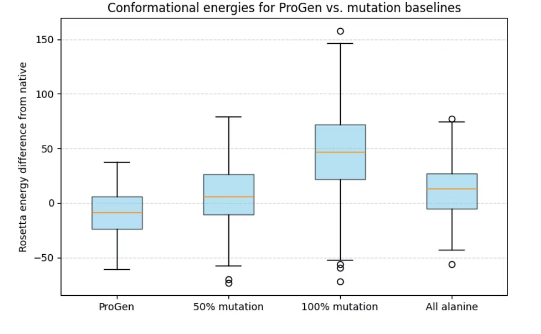 Conformational energies for ProGen vs. mutation baselines
Rosetta energy difference from native
150
100
50
0
−50
ProGen 50% mutation 100% mutation All alanine